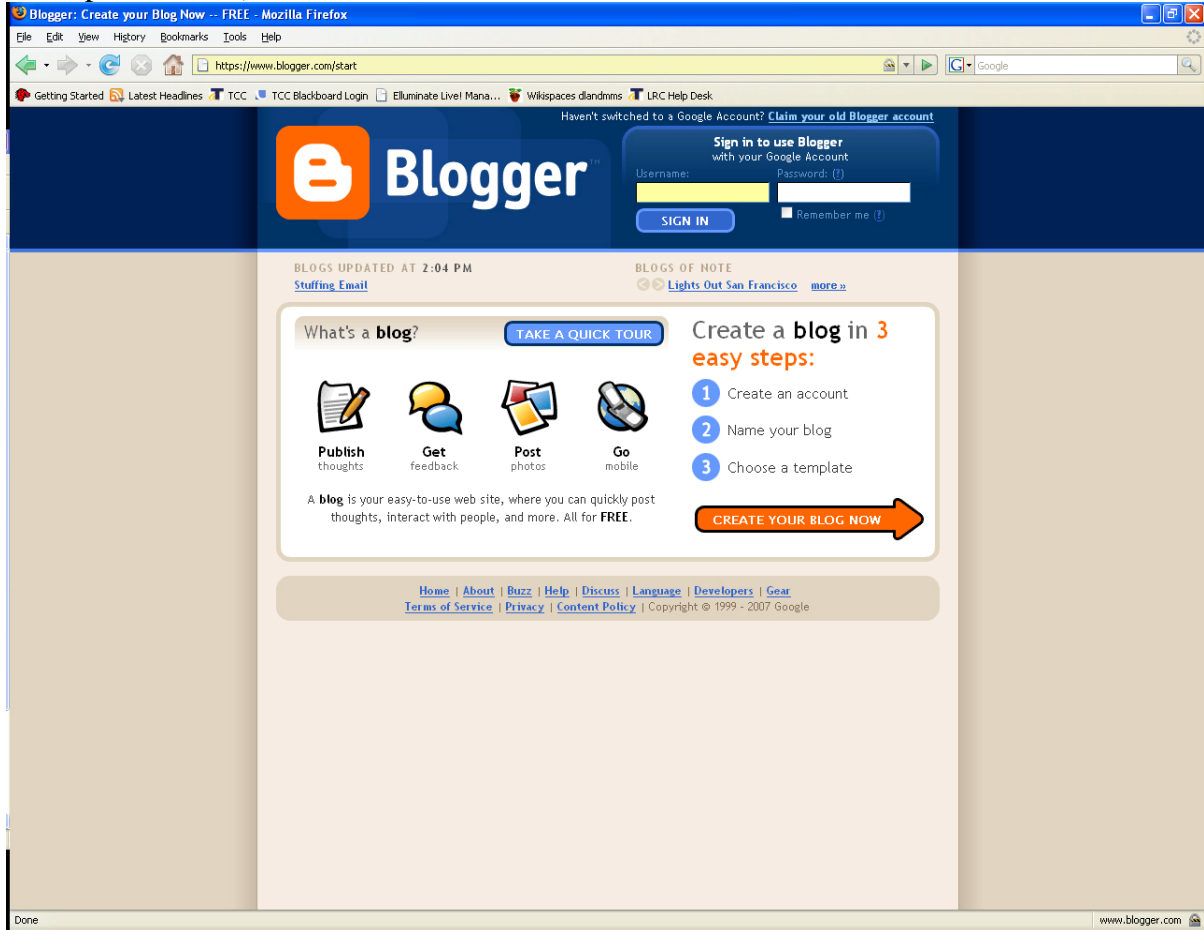 Blogger: Create your Blog Now -- FREE - Mozilla Firefox
File Edit View History Bookmarks Tools Help
https://www.blogger.com/start
G Google
Getting Started Latest Headlines TCC TCC Blackboard Login Elluminate Live! Mana... Wikispaces dlandmms LRC Help Desk
Haven't switched to a Google Account? Claim your old Blogger account
Blogger™
Sign in to use Blogger
with your Google Account
Username: Password: (?)
SIGN IN Remember me (?)
BLOGS UPDATED AT 2:04 PM
Stuffing Email
BLOGS OF NOTE
Lights Out San Francisco more »
What's a blog? TAKE A QUICK TOUR
Publish
thoughts
Get
feedback
Post
photos
Go
mobile
A blog is your easy-to-use web site, where you can quickly post
thoughts, interact with people, and more. All for FREE.
Create a blog in 3
easy steps:
1 Create an account
2 Name your blog
3 Choose a template
CREATE YOUR BLOG NOW
Home | About | Buzz | Help | Discuss | Language | Developers | Gear
Terms of Service | Privacy | Content Policy | Copyright © 1999 - 2007 Google
Done www.blogger.com